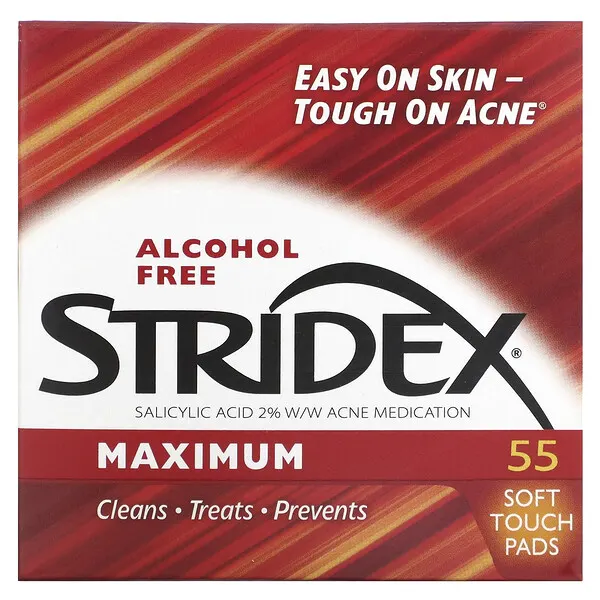 EASY ON SKIN –
TOUGH ON ACNE®
ALCOHOL
FREE
STRIDEX®
SALICYLIC ACID 2% W/W ACNE MEDICATION
MAXIMUM
55
SOFT
TOUCH
PADS
Cleans • Treats • Prevents